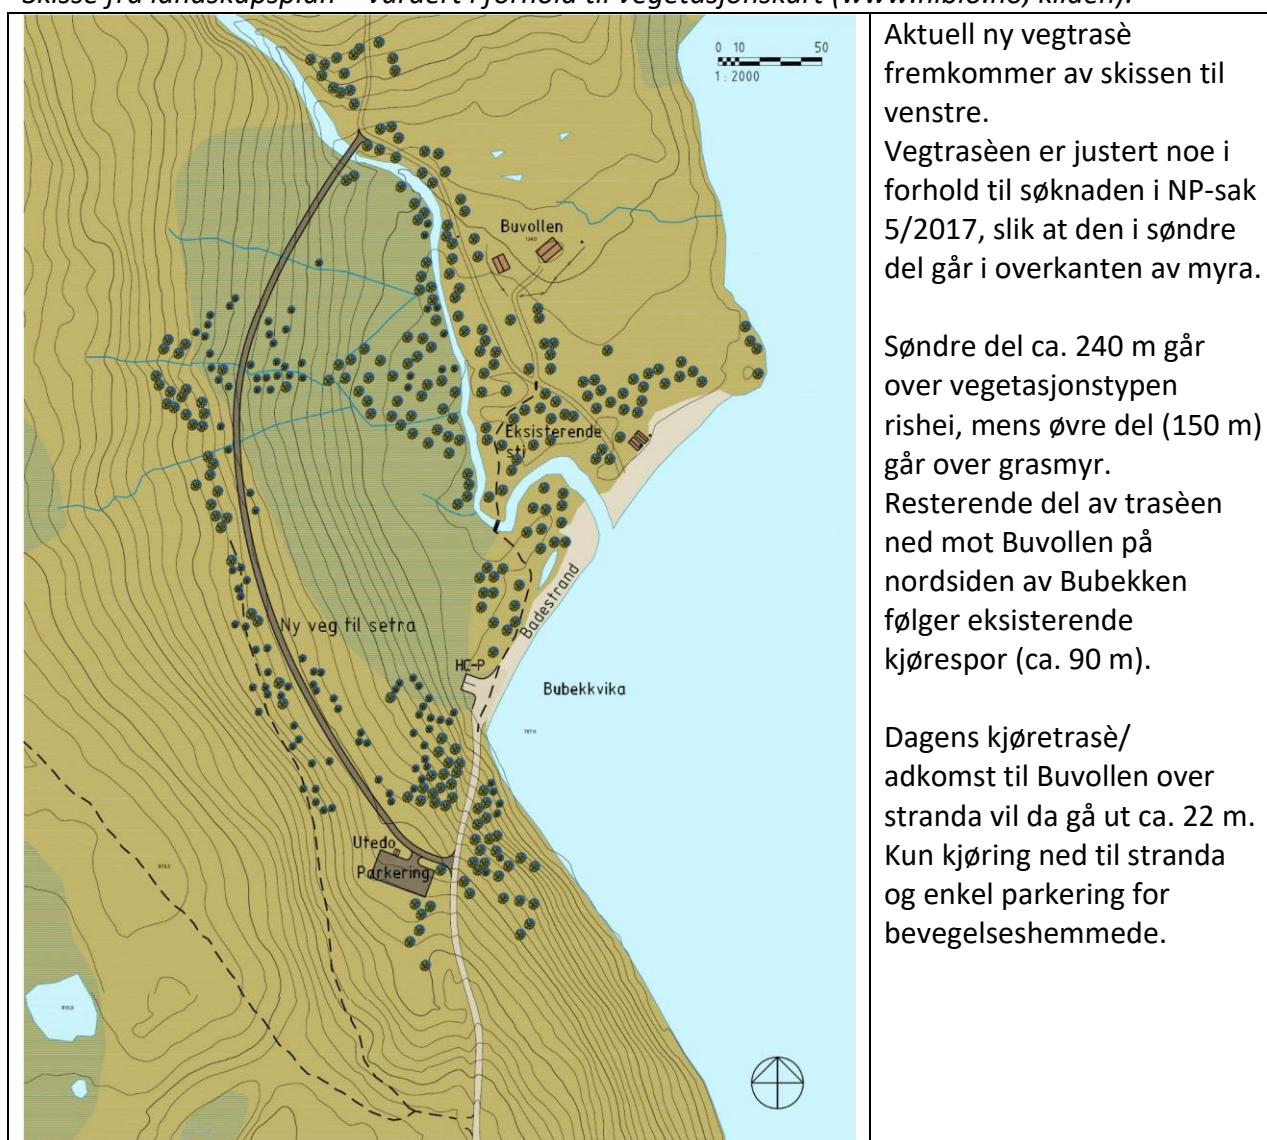 Skisse fra landskapsplan – vurdert i forhold til vegetasjonskart (www.nibio.no, kilden).
0 10 50
1 : 2000
Buvollen
Eksisterende
sti
Ny veg til setra
Badestrand
HC-P
Bubekkvika
767.6
Utedo
Parkering
Aktuell ny vegtrasè
fremkommer av skissen til
venstre.
Vegtrasèen er justert noe i
forhold til søknaden i NP-sak
5/2017, slik at den i søndre
del går i overkanten av myra.
Søndre del ca. 240 m går
over vegetasjonstypen
rishei, mens øvre del (150 m)
går over grasmyr.
Resterende del av trasèen
ned mot Buvollen på
nordsiden av Bubekken
følger eksisterende
kjørespor (ca. 90 m).
Dagens kjøretrasè/
adkomst til Buvollen over
stranda vil da gå ut ca. 22 m.
Kun kjøring ned til stranda
og enkel parkering for
bevegelseshemmede.